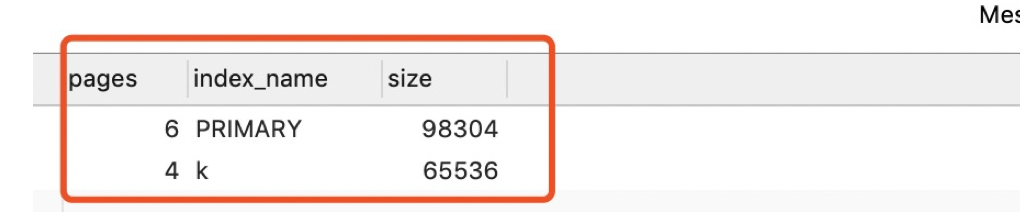 Mes
pages index_name size
6 PRIMARY 98304
4 k 65536